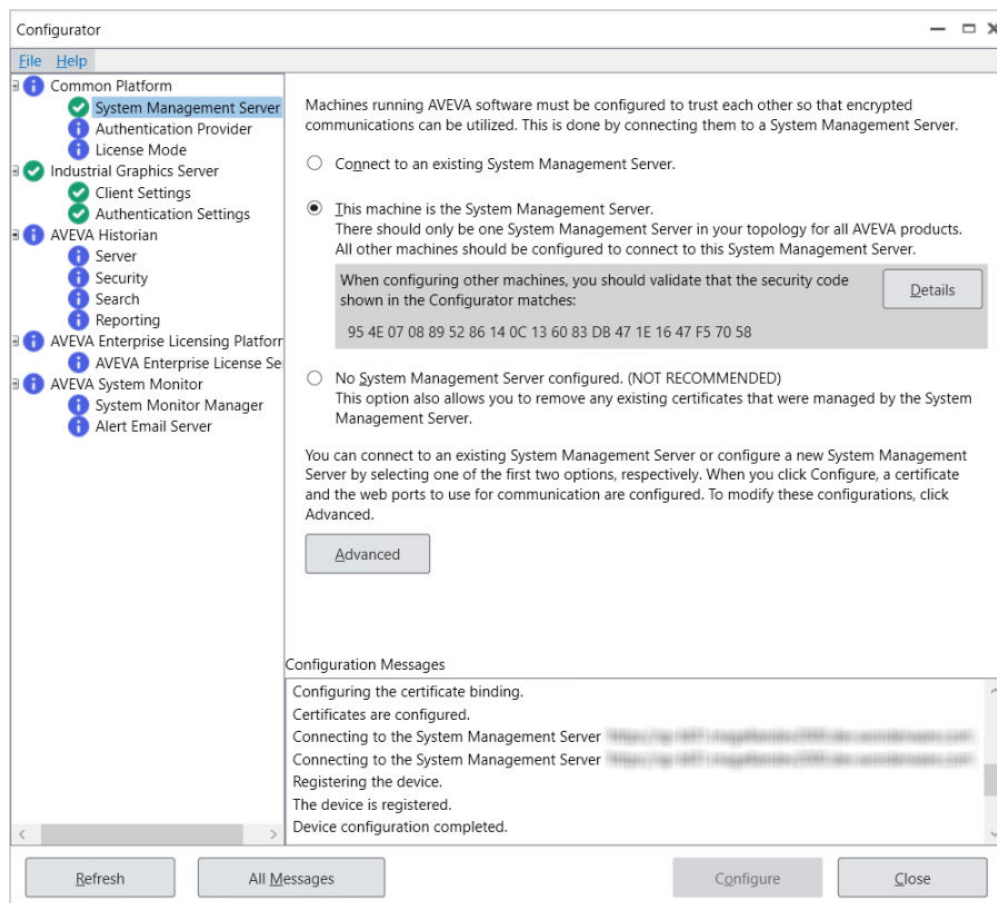 Configurator
File Help
Common Platform
System Management Server
Authentication Provider
License Mode
Industrial Graphics Server
Client Settings
Authentication Settings
AVEVA Historian
Server
Security
Search
Reporting
AVEVA Enterprise Licensing Platforr
AVEVA Enterprise License Se
AVEVA System Monitor
System Monitor Manager
Alert Email Server
Machines running AVEVA software must be configured to trust each other so that encrypted
communications can be utilized. This is done by connecting them to a System Management Server.
Connect to an existing System Management Server.
This machine is the System Management Server.
There should only be one System Management Server in your topology for all AVEVA products.
All other machines should be configured to connect to this System Management Server.
When configuring other machines, you should validate that the security code
shown in the Configurator matches:
Details
95 4E 07 08 89 52 86 14 0C 13 60 83 DB 47 1E 16 47 F5 70 58
No System Management Server configured. (NOT RECOMMENDED)
This option also allows you to remove any existing certificates that were managed by the System
Management Server.
You can connect to an existing System Management Server or configure a new System Management
Server by selecting one of the first two options, respectively. When you click Configure, a certificate
and the web ports to use for communication are configured. To modify these configurations, click
Advanced.
Advanced
Configuration Messages
Configuring the certificate binding.
Certificates are configured.
Connecting to the System Management Server
Connecting to the System Management Server
Registering the device.
The device is registered.
Device configuration completed.
Refresh
All Messages
Configure
Close